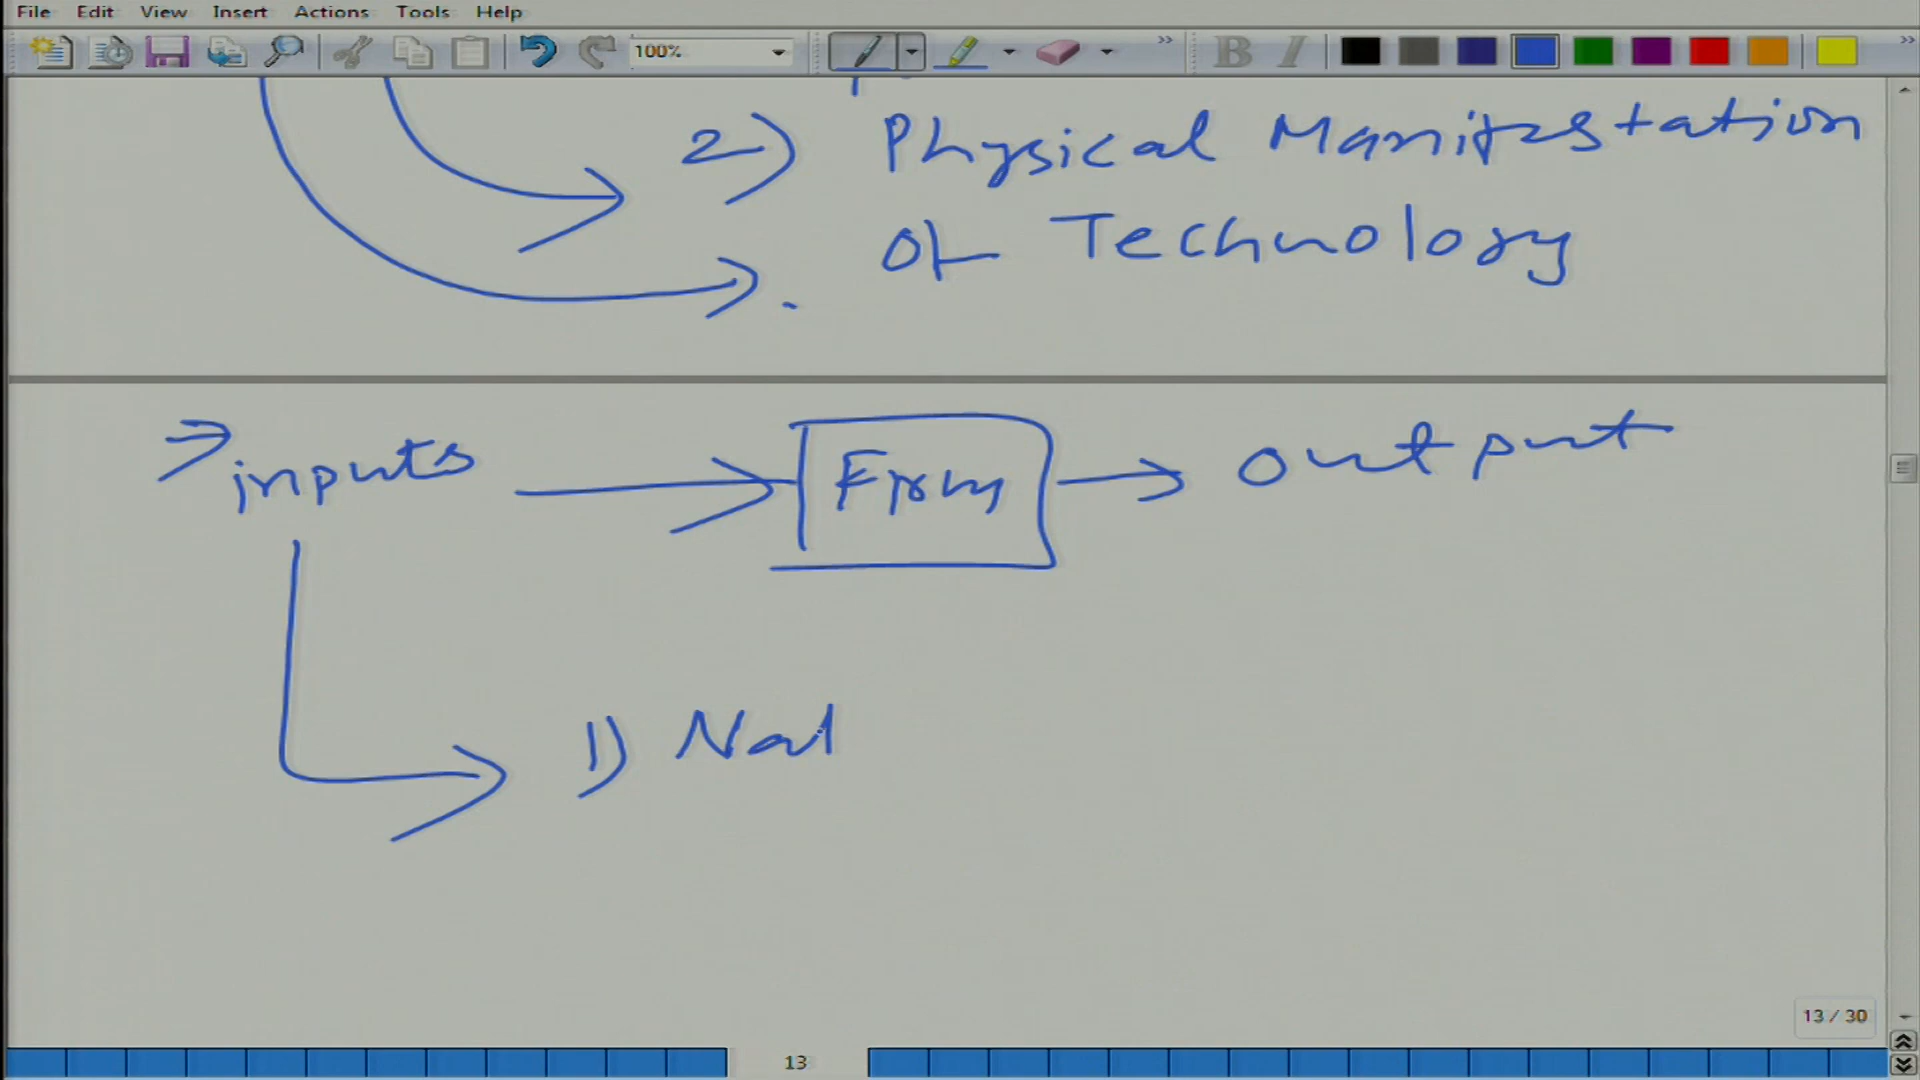 File Edit View Insert Actions Tools Help
100%
B I
2) Physical Manifestation
of Technology
inputs Firm output
1) Nat
13 / 30
13